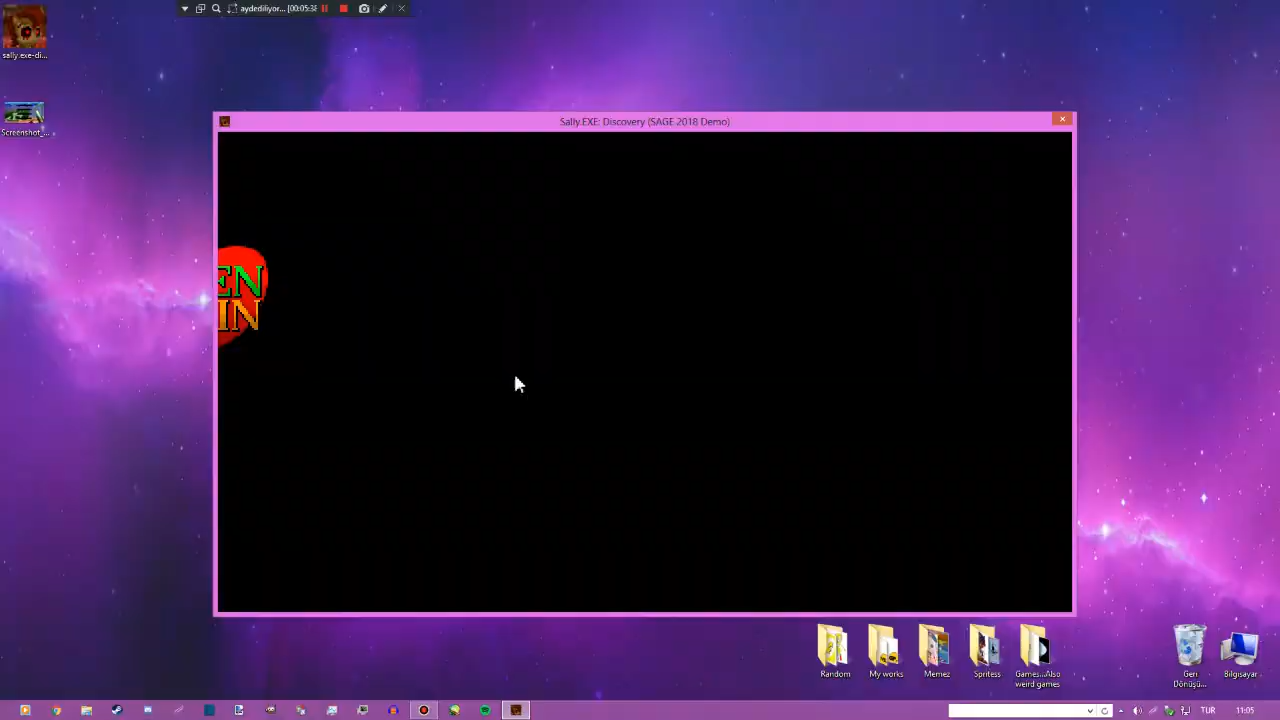 aydediliyor... [00:05:38
sally.exe-di...
Screenshot_...
Sally.EXE: Discovery (SAGE 2018 Demo)
EN
IN
Random
My works
Memez
Spritess
Games...Also
weird games
Geri
Dönüşü...
Bilgisayar
TUR
11:05